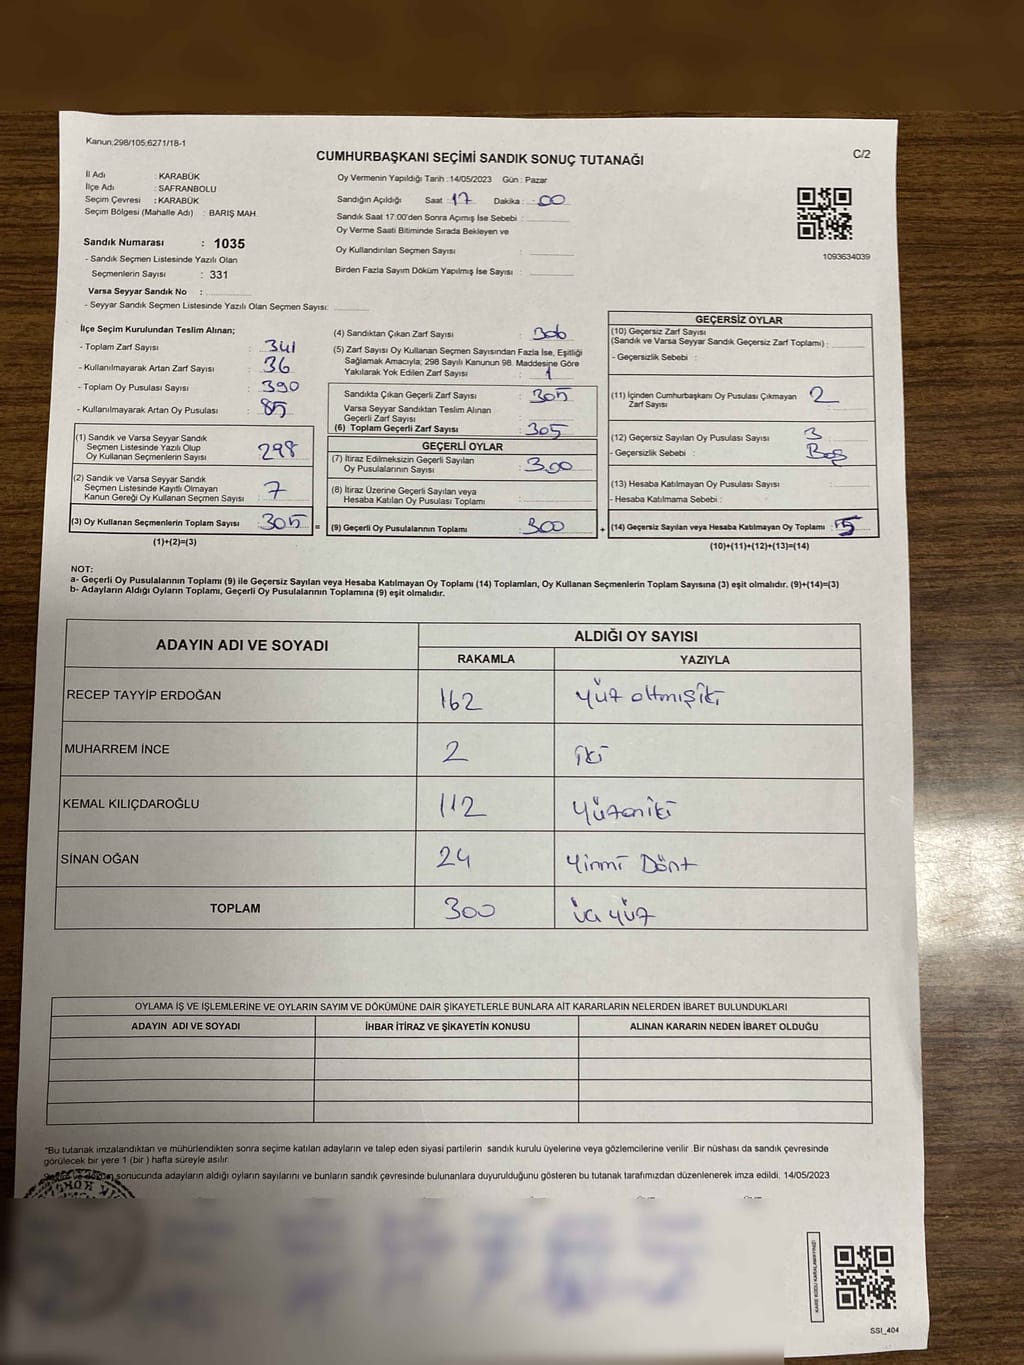 Kanun:298/105;6271/18-1
CUMHURBAŞKANI SEÇİMİ SANDIK SONUÇ TUTANAĞI
C/2
İl Adı : KARABÜK
İlçe Adı : SAFRANBOLU
Seçim Çevresi : KARABÜK
Seçim Bölgesi (Mahalle Adı) : BARIŞ MAH.
Sandık Numarası : 1035
- Sandık Seçmen Listesinde Yazılı Olan
Seçmenlerin Sayısı : 331
Varsa Seyyar Sandık No :
- Seyyar Sandık Seçmen Listesinde Yazılı Olan Seçmen Sayısı:
Oy Vermenin Yapıldığı Tarih :14/05/2023 Gün : Pazar
Sandığın Açıldığı Saat : 17 Dakika : 00
Sandık Saat 17:00'den Sonra Açımış İse Sebebi :
Oy Verme Saati Bitiminde Sırada Bekleyen ve
Oy Kullandırılan Seçmen Sayısı :
Birden Fazla Sayım Döküm Yapılmış İse Sayısı :
1093634039
İlçe Seçim Kurulundan Teslim Alınan;
- Toplam Zarf Sayısı : 341
- Kullanılmayarak Artan Zarf Sayısı : 36
- Toplam Oy Pusulası Sayısı : 390
- Kullanılmayarak Artan Oy Pusulası : 85
(1) Sandık ve Varsa Seyyar Sandık
Seçmen Listesinde Yazılı Olup
Oy Kullanan Seçmenlerin Sayısı : 298
(2) Sandık ve Varsa Seyyar Sandık
Seçmen Listesinde Kayıtlı Olmayan
Kanun Gereği Oy Kullanan Seçmen Sayısı : 7
(3) Oy Kullanan Seçmenlerin Toplam Sayısı : 305
(1)+(2)=(3)
=
(4) Sandıktan Çıkan Zarf Sayısı : 306
(5) Zarf Sayısı Oy Kullanan Seçmen Sayısından Fazla İse, Eşitliği
Sağlamak Amacıyla; 298 Sayılı Kanunun 98. Maddesine Göre
Yakılarak Yok Edilen Zarf Sayısı : 1
Sandıkta Çıkan Geçerli Zarf Sayısı : 305
Varsa Seyyar Sandıktan Teslim Alınan
Geçerli Zarf Sayısı :
(6) Toplam Geçerli Zarf Sayısı : 305
GEÇERLİ OYLAR
(7) İtiraz Edilmeksizin Geçerli Sayılan
Oy Pusulalarının Sayısı : 300
(8) İtiraz Üzerine Geçerli Sayılan veya
Hesaba Katılan Oy Pusulası Toplamı :
(9) Geçerli Oy Pusulalarının Toplamı : 300
+
GEÇERSİZ OYLAR
(10) Geçersiz Zarf Sayısı
(Sandık ve Varsa Seyyar Sandık Geçersiz Zarf Toplamı) :
- Geçersizlik Sebebi :
(11) İçinden Cumhurbaşkanı Oy Pusulası Çıkmayan
Zarf Sayısı : 2
(12) Geçersiz Sayılan Oy Pusulası Sayısı : 3
- Geçersizlik Sebebi : Boş
(13) Hesaba Katılmayan Oy Pusulası Sayısı :
- Hesaba Katılmama Sebebi :
(14) Geçersiz Sayılan veya Hesaba Katılmayan Oy Toplamı : 5
(10)+(11)+(12)+(13)=(14)
NOT:
a- Geçerli Oy Pusulalarının Toplamı (9) ile Geçersiz Sayılan veya Hesaba Katılmayan Oy Toplamı (14) Toplamları, Oy Kullanan Seçmenlerin Toplam Sayısına (3) eşit olmalıdır. (9)+(14)=(3)
b- Adayların Aldığı Oyların Toplamı, Geçerli Oy Pusulalarının Toplamına (9) eşit olmalıdır.
ADAYIN ADI VE SOYADI
ALDIĞI OY SAYISI
RAKAMLA YAZIYLA
RECEP TAYYİP ERDOĞAN 162 yüz altmışiki
MUHARREM İNCE 2 iki
KEMAL KILIÇDAROĞLU 112 yüzoniki
SİNAN OĞAN 24 Yirmi Dört
TOPLAM 300 üç yüz
OYLAMA İŞ VE İŞLEMLERİNE VE OYLARIN SAYIM VE DÖKÜMÜNE DAİR ŞİKAYETLERLE BUNLARA AİT KARARLARIN NELERDEN İBARET BULUNDUKLARI
ADAYIN ADI VE SOYADI İHBAR İTİRAZ VE ŞİKAYETİN KONUSU ALINAN KARARIN NEDEN İBARET OLDUĞU
*Bu tutanak imzalandıktan ve mühürlendikten sonra seçime katılan adayların ve talep eden siyasi partilerin sandık kurulu üyelerine veya gözlemcilerine verilir. Bir nüshası da sandık çevresinde
görülecek bir yere 1 (bir ) hafta süreyle asılır.
sonucunda adayların aldığı oyların sayılarını ve bunların sandık çevresinde bulunanlara duyurulduğunu gösteren bu tutanak tarafımızdan düzenlenerek imza edildi. 14/05/2023
SSI_404